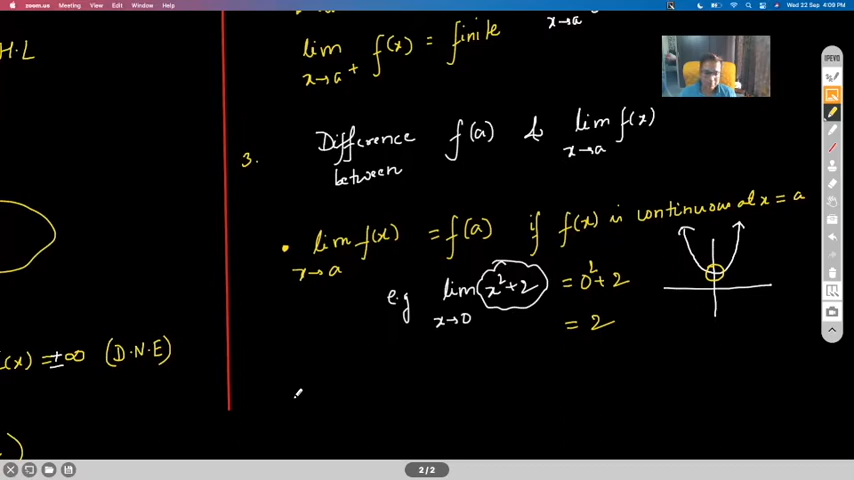 zoom.us Meeting View Edit Window Help
Wed 22 Sep 4:09 PM
IPEVO
H.L
x→a
lim f(x) = finite
x→a⁺
3. Difference between f(a) & lim f(x)
x→a
• lim f(x) = f(a) if f(x) is continuous at x = a
x→a
e.g lim x²+2 = 0²+2
x→0
= 2
(x) = ±∞ (D.N.E)
2/2